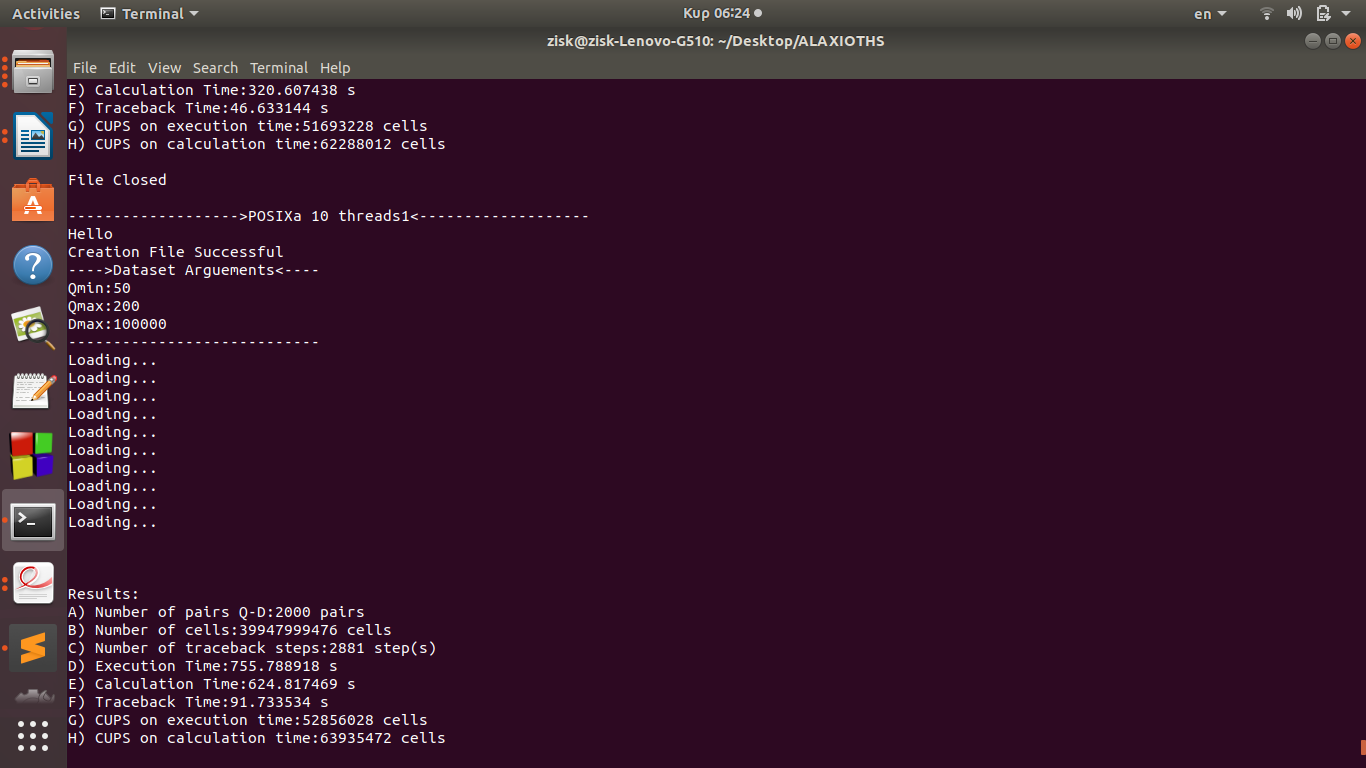 Activities Terminal Κυρ 06:24 en
zisk@zisk-Lenovo-G510: ~/Desktop/ALAXIOTHS
File Edit View Search Terminal Help
E) Calculation Time:320.607438 s
F) Traceback Time:46.633144 s
G) CUPS on execution time:51693228 cells
H) CUPS on calculation time:62288012 cells
File Closed
------------------->POSIXa 10 threads1<-------------------
Hello
Creation File Successful
---->Dataset Arguements<----
Qmin:50
Qmax:200
Dmax:100000
----------------------------
Loading...
Loading...
Loading...
Loading...
Loading...
Loading...
Loading...
Loading...
Loading...
Loading...
Results:
A) Number of pairs Q-D:2000 pairs
B) Number of cells:39947999476 cells
C) Number of traceback steps:2881 step(s)
D) Execution Time:755.788918 s
E) Calculation Time:624.817469 s
F) Traceback Time:91.733534 s
G) CUPS on execution time:52856028 cells
H) CUPS on calculation time:63935472 cells